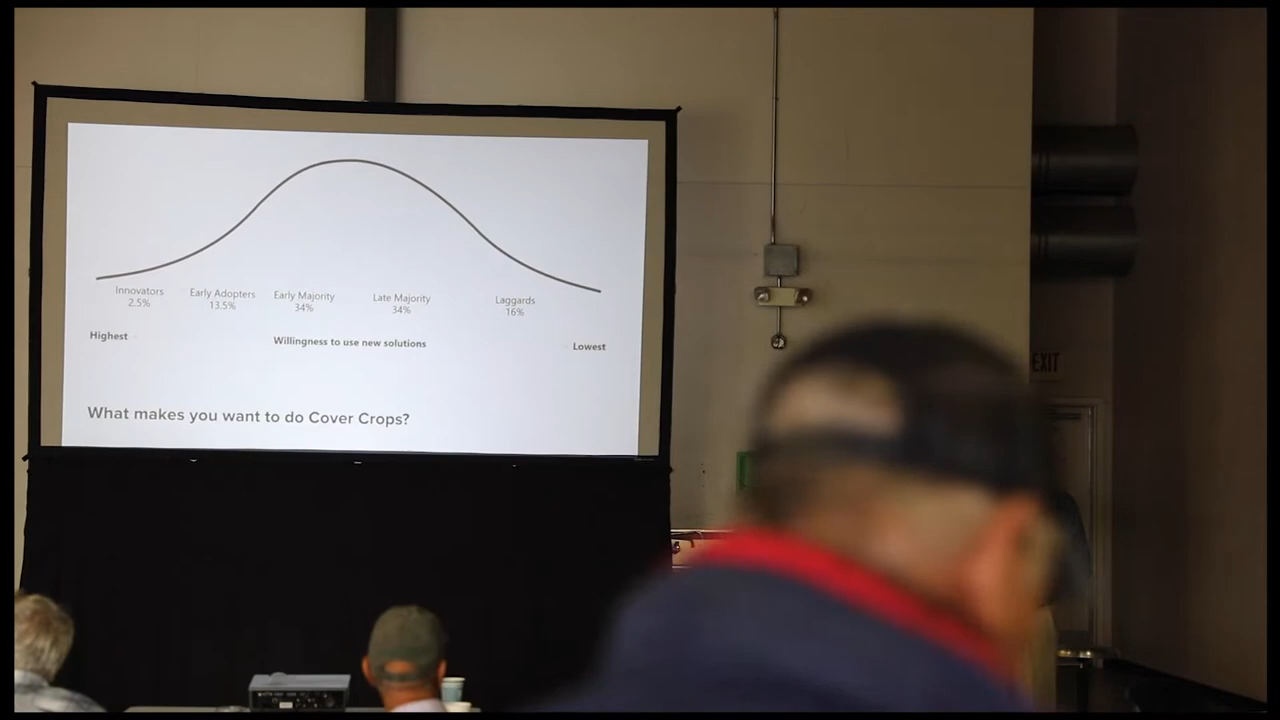 Innovators
2.5%
Early Adopters
13.5%
Early Majority
34%
Late Majority
34%
Laggards
16%
Highest
Willingness to use new solutions
Lowest
What makes you want to do Cover Crops?
EXIT